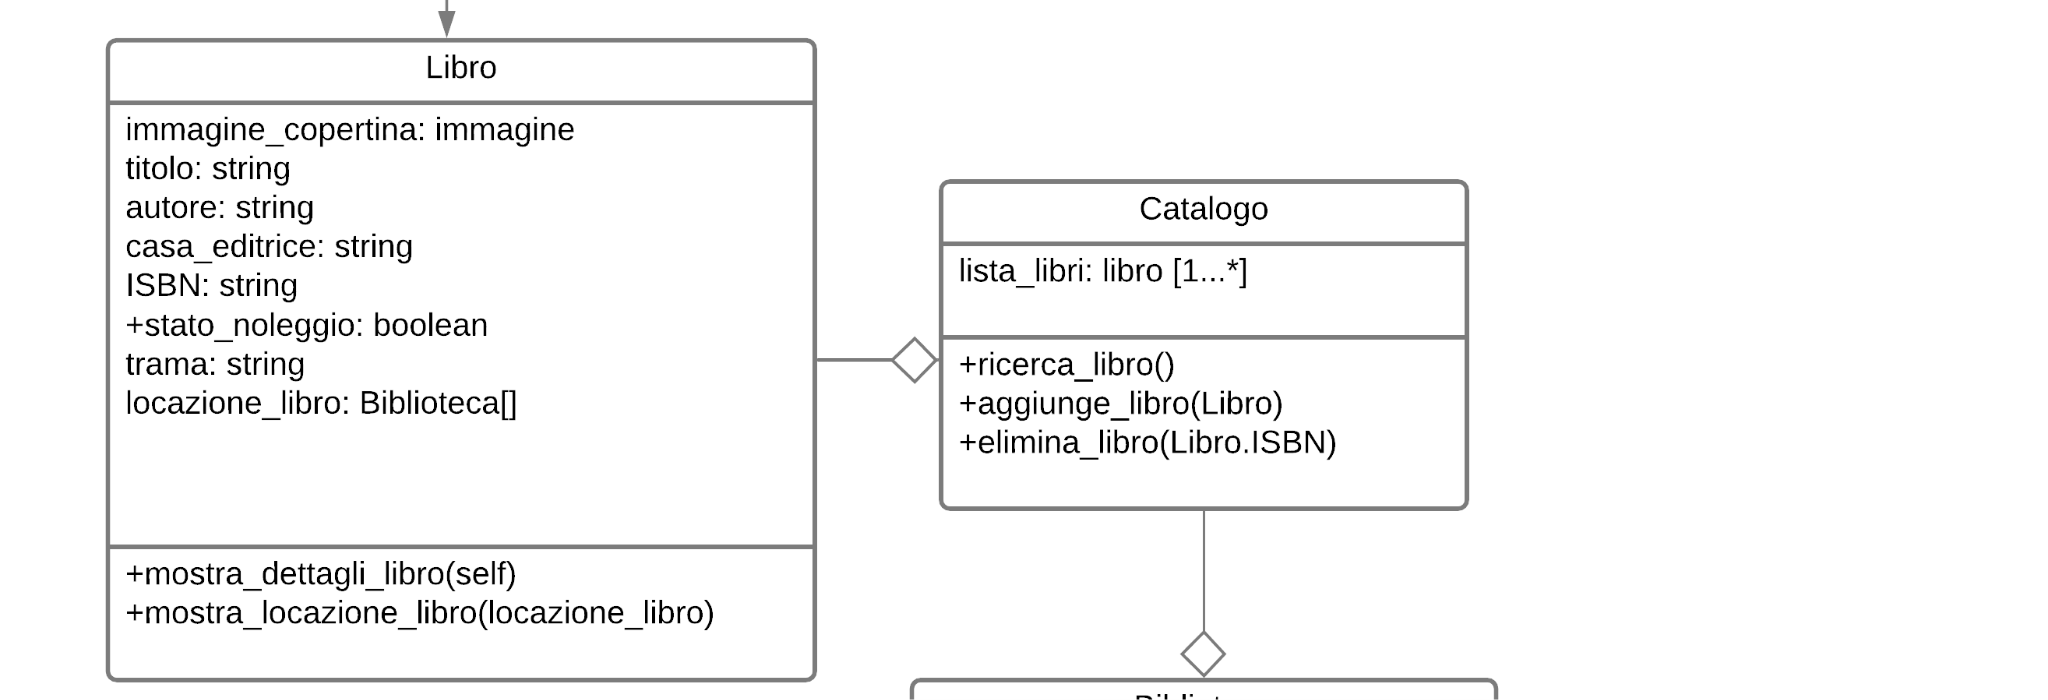 Libro
immagine_copertina: immagine
titolo: string
autore: string
casa_editrice: string
ISBN: string
+stato_noleggio: boolean
trama: string
locazione_libro: Biblioteca[]
+mostra_dettagli_libro(self)
+mostra_locazione_libro(locazione_libro)
Catalogo
lista_libri: libro [1...*]
+ricerca_libro()
+aggiunge_libro(Libro)
+elimina_libro(Libro.ISBN)